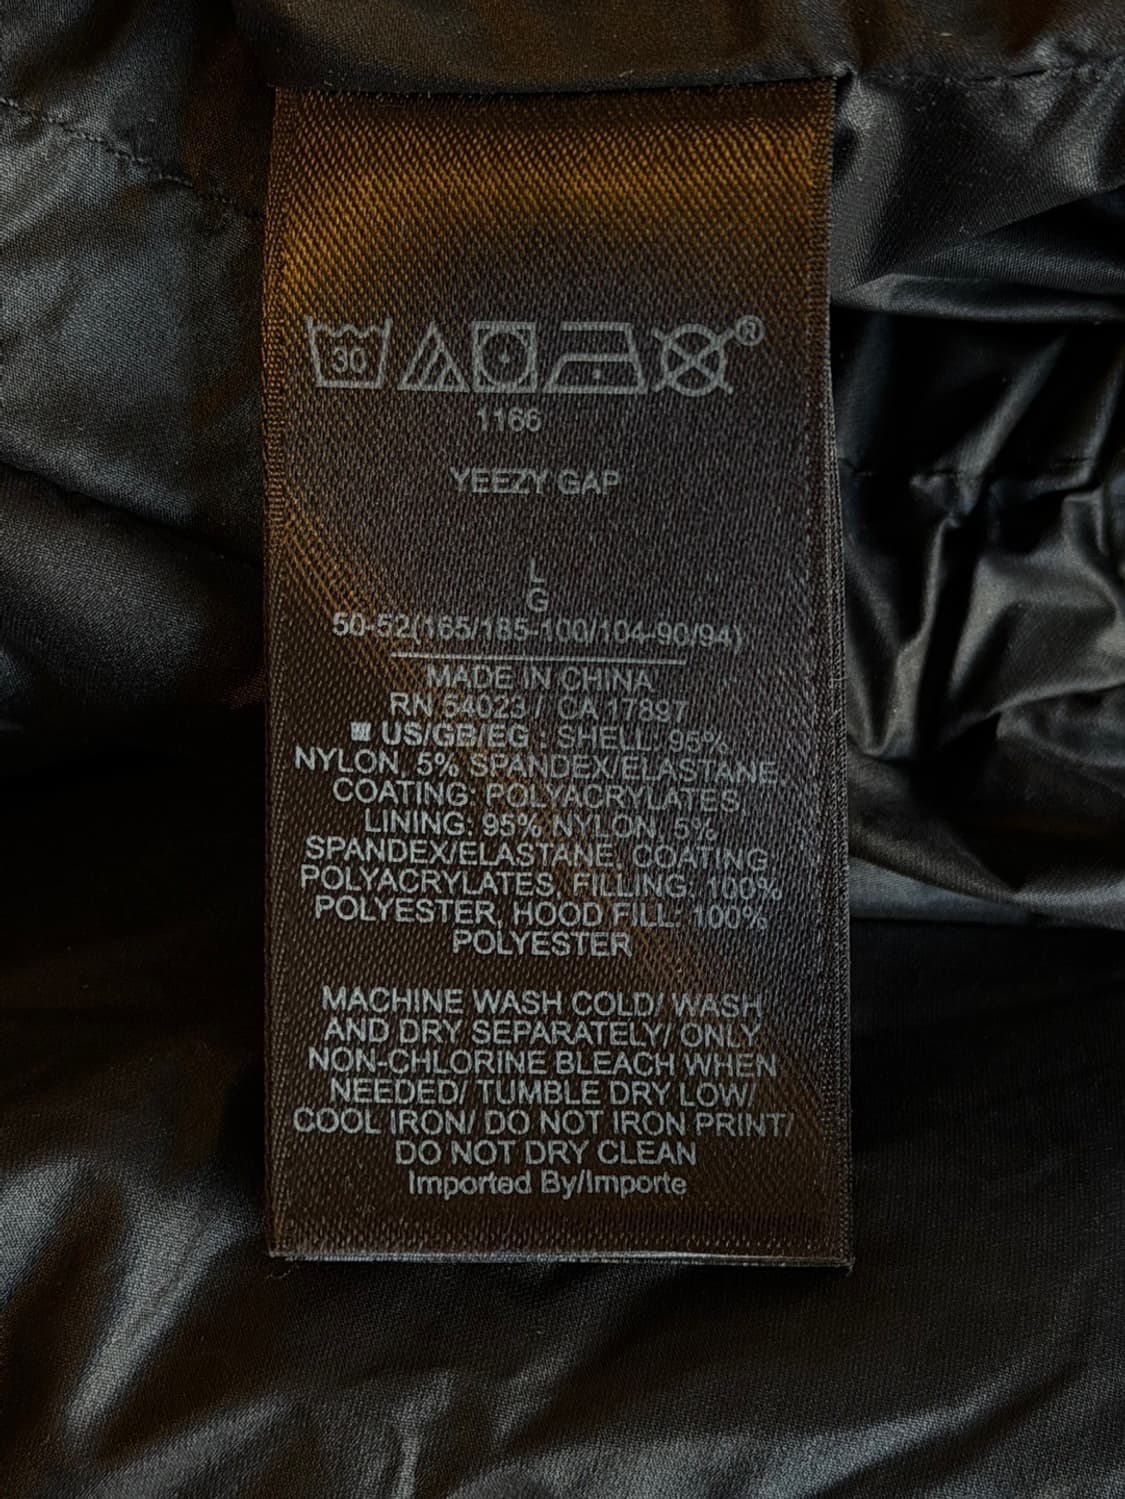 30
®
1166
YEEZY GAP
L
G
50-52(165/185-100/104-90/94)
MADE IN CHINA
RN 54023 / CA 17897
US/GB/EG : SHELL: 95%
NYLON, 5% SPANDEX/ELASTANE,
COATING: POLYACRYLATES,
LINING: 95% NYLON, 5%
SPANDEX/ELASTANE, COATING:
POLYACRYLATES, FILLING: 100%
POLYESTER, HOOD FILL: 100%
POLYESTER
MACHINE WASH COLD/ WASH
AND DRY SEPARATELY/ ONLY
NON-CHLORINE BLEACH WHEN
NEEDED/ TUMBLE DRY LOW/
COOL IRON/ DO NOT IRON PRINT/
DO NOT DRY CLEAN
Imported By/Importe